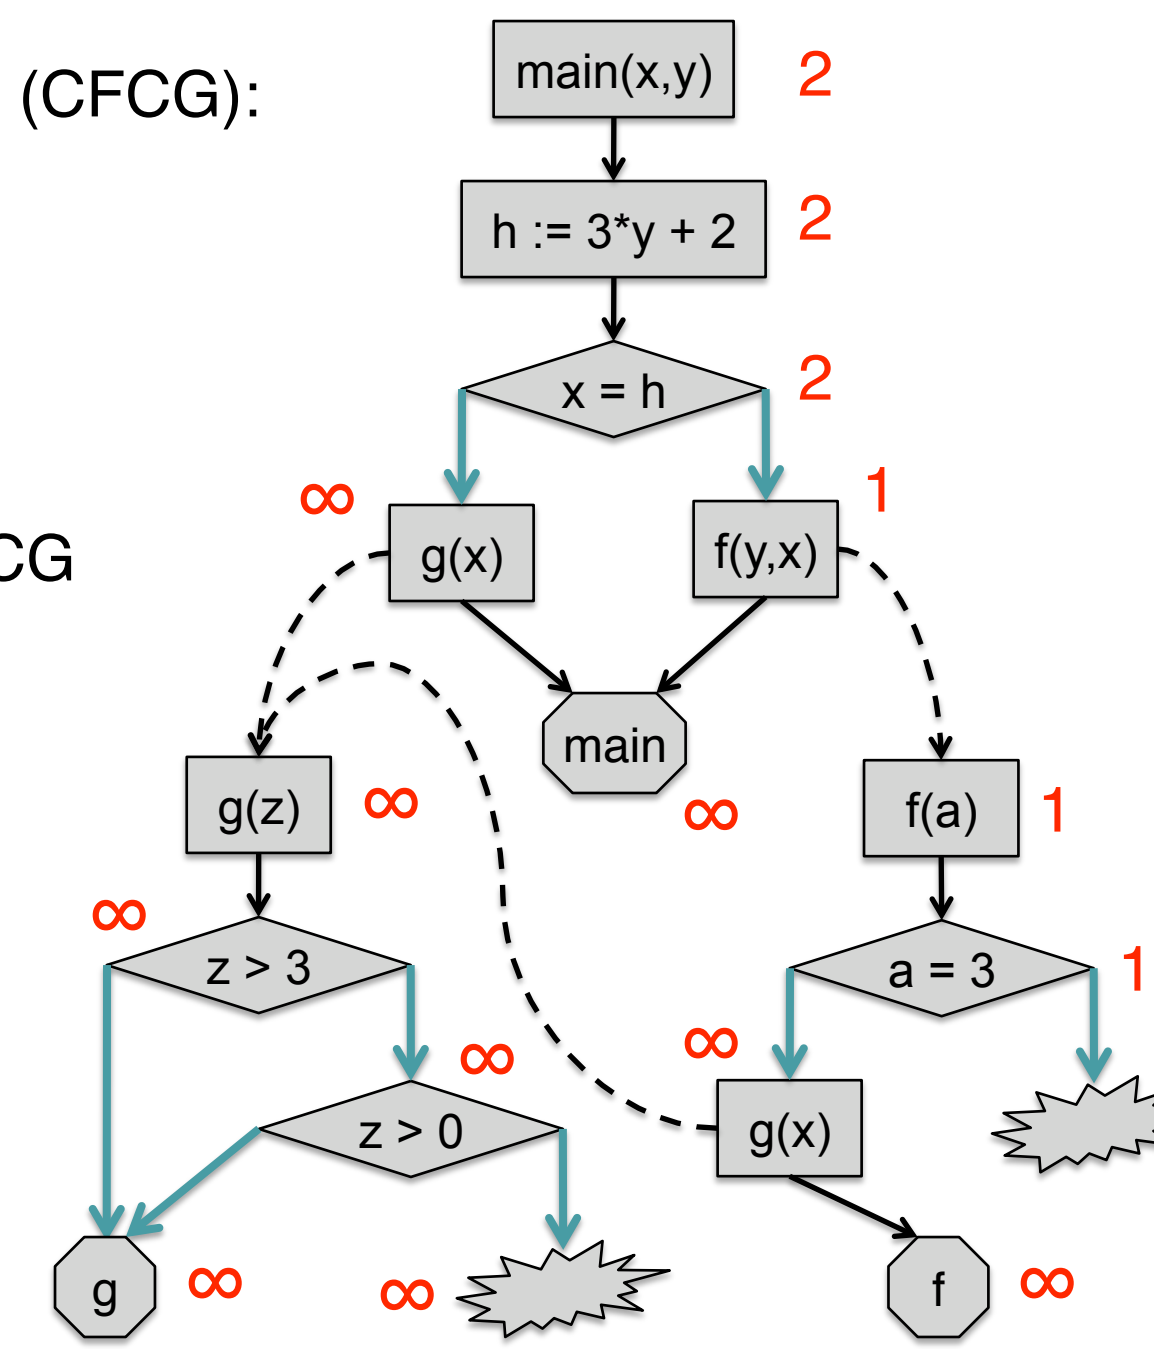 main(x,y)
2
(CFCG):
h := 3*y + 2
2
x = h
2
∞
1
g(x)
f(y,x)
CG
main
g(z)
∞
∞
f(a)
1
∞
z > 3
a = 3
1
∞
∞
z > 0
g(x)
g
∞
∞
f
∞